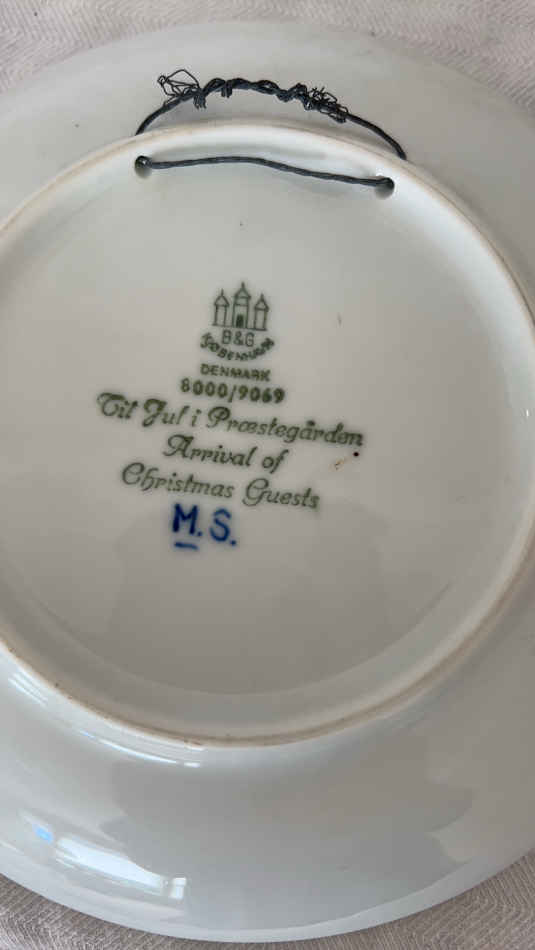 B&G
KJØBENHAVN
DENMARK
8000/9069
Til Jul i Præstegården
Arrival of
Christmas Guests
M.S.